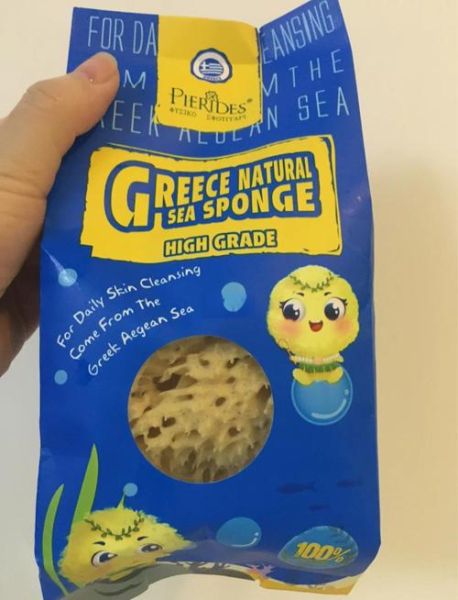 FOR DA
EANSING
M
M THE
EEK AEGEAN SEA
PIERIDES®
GREECE NATURAL
SEA SPONGE
HIGH GRADE
For Daily Skin Cleansing
Come From The
Greek Aegean Sea
100%